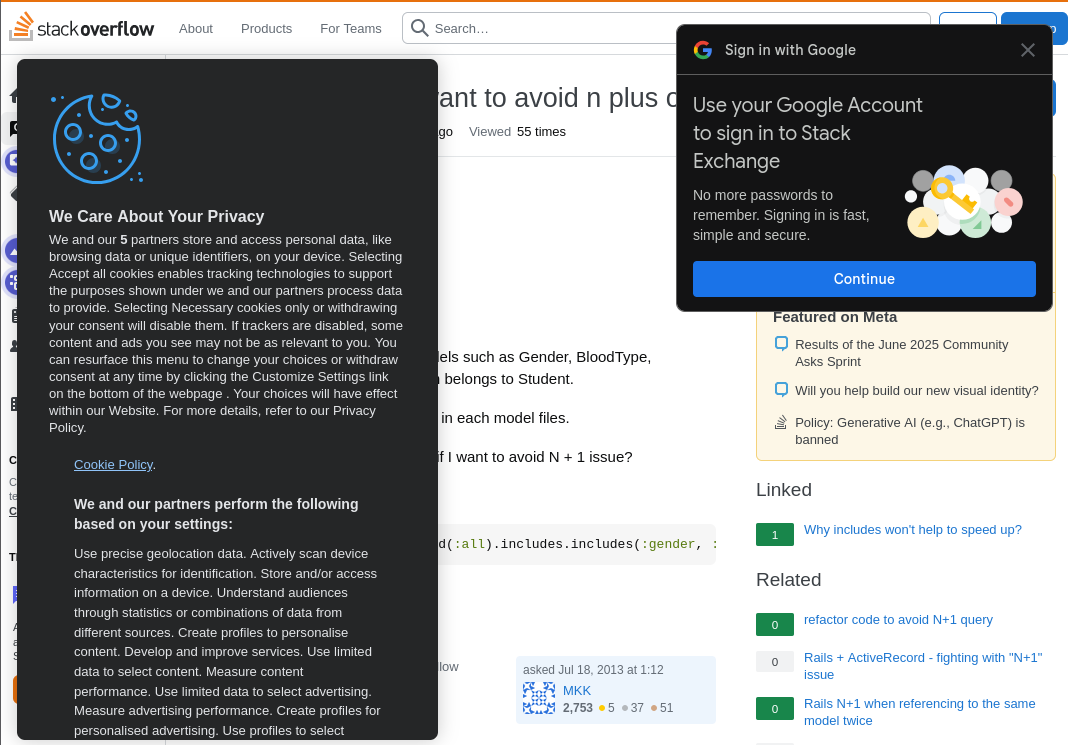 stackoverflow
About
Products
For Teams
Search…
Sign in with Google
Use your Google Account
to sign in to Stack
Exchange
No more passwords to
remember. Signing in is fast,
simple and secure.
Continue
want to avoid n plus
ago
Viewed 55 times
We Care About Your Privacy
We and our 5 partners store and access personal data, like
browsing data or unique identifiers, on your device. Selecting
Accept all cookies enables tracking technologies to support
the purposes shown under we and our partners process data
to provide. Selecting Necessary cookies only or withdrawing
your consent will disable them. If trackers are disabled, some
content and ads you see may not be as relevant to you. You
can resurface this menu to change your choices or withdraw
consent at any time by clicking the Customize Settings link
on the bottom of the webpage . Your choices will have effect
within our Website. For more details, refer to our Privacy
Policy.
Cookie Policy.
We and our partners perform the following
based on your settings:
Use precise geolocation data. Actively scan device
characteristics for identification. Store and/or access
information on a device. Understand audiences
through statistics or combinations of data from
different sources. Create profiles to personalise
content. Develop and improve services. Use limited
data to select content. Measure content
performance. Use limited data to select advertising.
Measure advertising performance. Create profiles for
personalised advertising. Use profiles to select
such as Gender, BloodType,
belongs to Student.
in each model files.
if I want to avoid N + 1 issue?
d(:all).includes.includes(:gender, :
asked Jul 18, 2013 at 1:12
MKK
2,753 5 37 51
Featured on Meta
Results of the June 2025 Community
Asks Sprint
Will you help build our new visual identity?
Policy: Generative AI (e.g., ChatGPT) is
banned
Linked
1 Why includes won't help to speed up?
Related
0 refactor code to avoid N+1 query
0 Rails + ActiveRecord - fighting with "N+1"
issue
0 Rails N+1 when referencing to the same
model twice